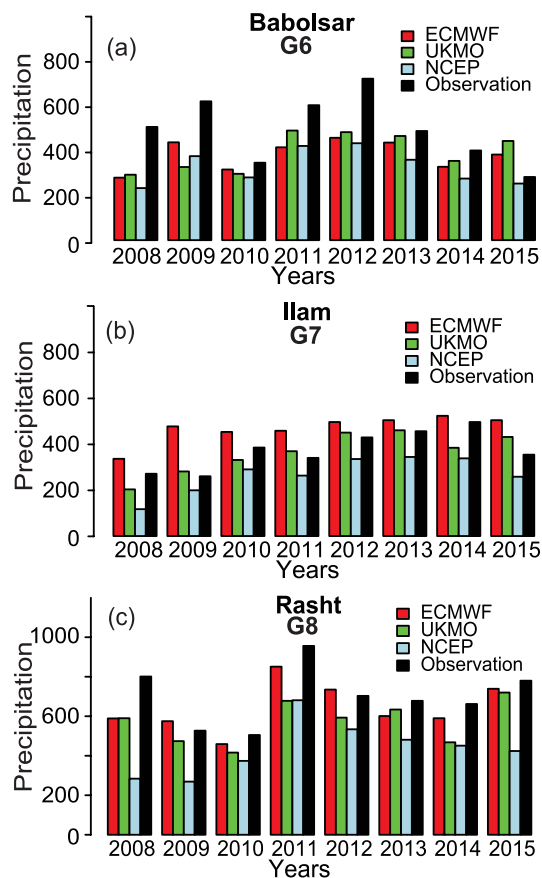 Babolsar
(a)
G6
ECMWF
UKMO
NCEP
Observation
Precipitation
800
600
400
200
0
2008 2009 2010 2011 2012 2013 2014 2015
Years
Ilam
(b)
G7
ECMWF
UKMO
NCEP
Observation
Precipitation
800
600
400
200
0
2008 2009 2010 2011 2012 2013 2014 2015
Years
Rasht
(c)
G8
ECMWF
UKMO
NCEP
Observation
Precipitation
1000
600
200
0
2008 2009 2010 2011 2012 2013 2014 2015
Years